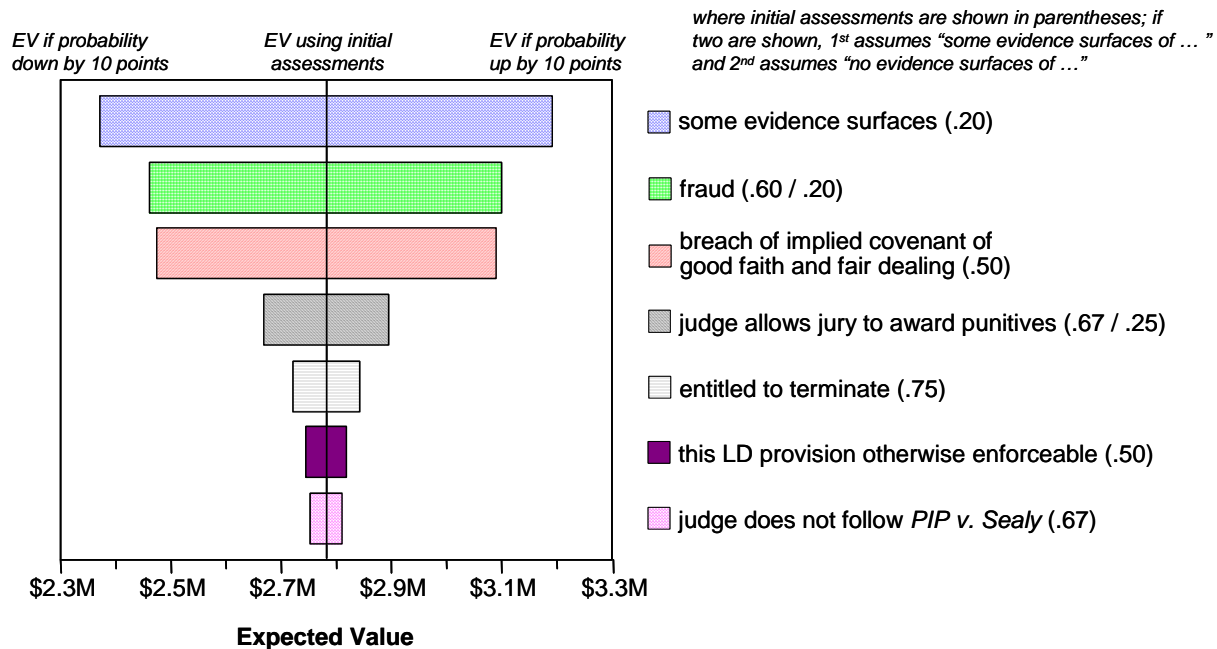 where initial assessments are shown in parentheses; if
two are shown, 1st assumes “some evidence surfaces of … ”
and 2nd assumes “no evidence surfaces of …”
EV if probability
down by 10 points
EV using initial
assessments
EV if probability
up by 10 points
some evidence surfaces (.20)
fraud (.60 / .20)
breach of implied covenant of
good faith and fair dealing (.50)
judge allows jury to award punitives (.67 / .25)
entitled to terminate (.75)
this LD provision otherwise enforceable (.50)
judge does not follow PIP v. Sealy (.67)
$2.3M $2.5M $2.7M $2.9M $3.1M $3.3M
Expected Value